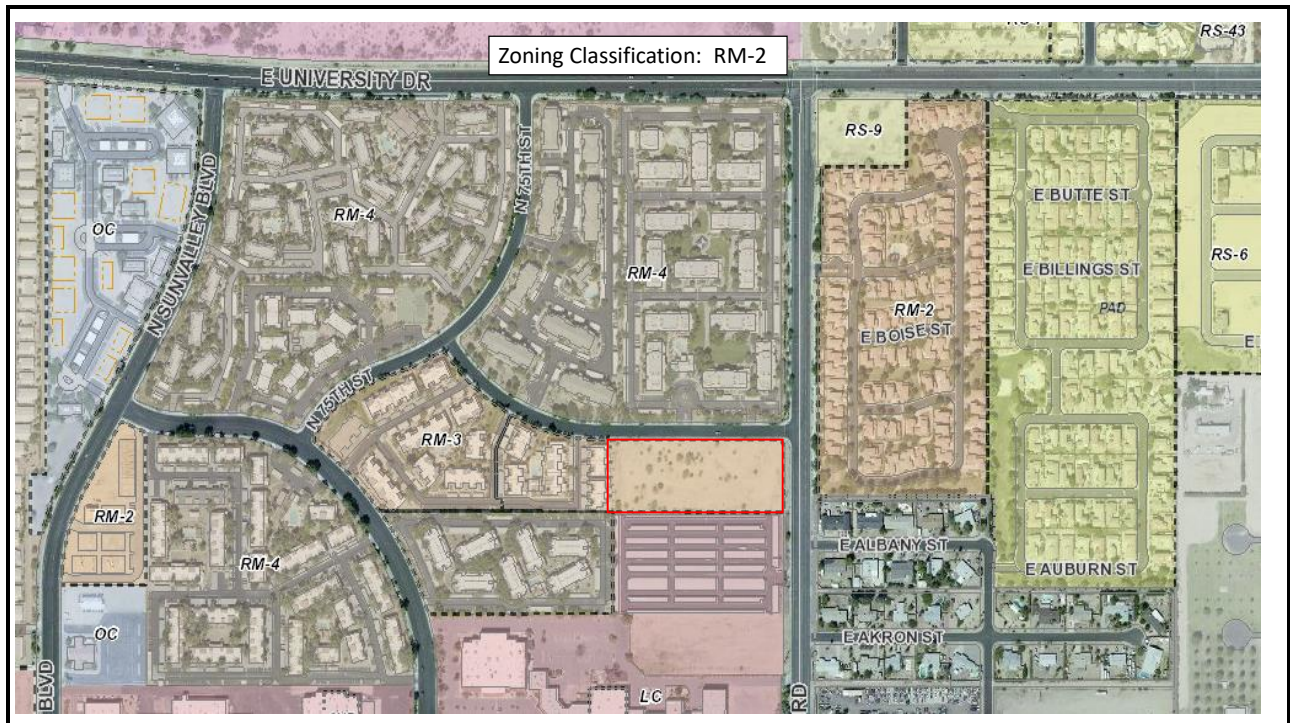 RS-43
Zoning Classification: RM-2
E UNIVERSITY DR
N 75TH ST
RS-9
N SUNVALLEY BLVD
E BUTTE ST
RM-4
OC
RM-4
E BILLINGS ST
RS-6
RM-2
PAD
E BOISE ST
E
N 75TH ST
RM-3
RM-2
RM-4
E ALBANY ST
E AUBURN ST
OC
E AKRON ST
BLVD
LC
RD